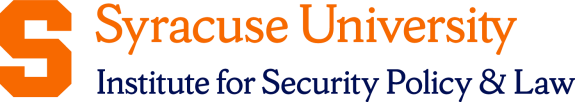 S
Syracuse University
Institute for Security Policy & Law